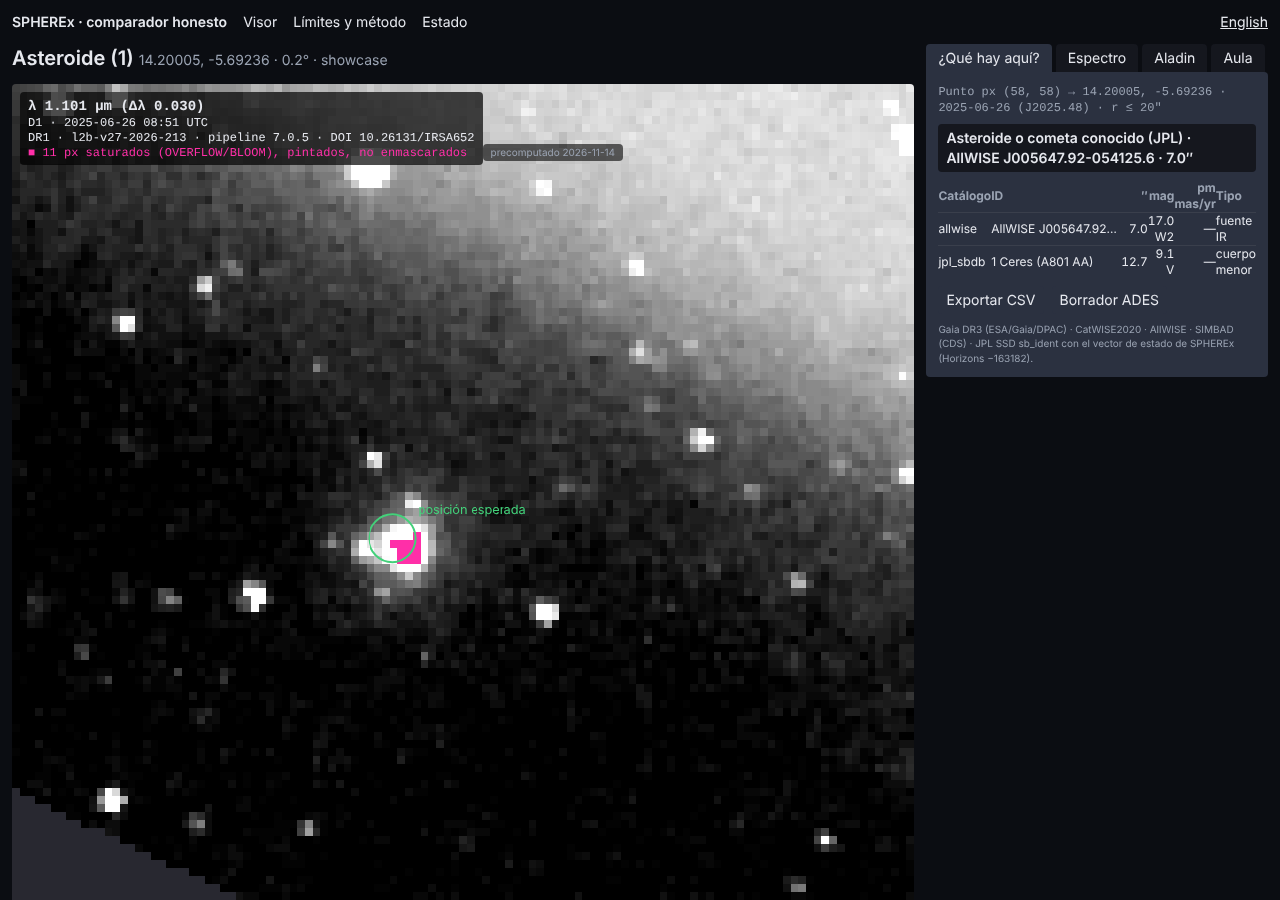 SPHEREx · comparador honesto Visor Límites y método Estado English
Asteroide (1) 14.20005, -5.69236 · 0.2° · showcase
λ 1.101 µm (Δλ 0.030)
D1 · 2025-06-26 08:51 UTC
DR1 · l2b-v27-2026-213 · pipeline 7.0.5 · DOI 10.26131/IRSA652
■ 11 px saturados (OVERFLOW/BLOOM), pintados, no enmascarados
precomputado 2026-11-14
posición esperada
¿Qué hay aquí? Espectro Aladin Aula
Punto px (58, 58) → 14.20005, -5.69236 ·
2025-06-26 (J2025.48) · r ≤ 20"
Asteroide o cometa conocido (JPL) ·
AllWISE J005647.92-054125.6 · 7.0″
Catálogo ID ″ mag pm mas/yr Tipo
allwise AllWISE J005647.92… 7.0 17.0 W2 — fuente IR
jpl_sbdb 1 Ceres (A801 AA) 12.7 9.1 V — cuerpo menor
Exportar CSV Borrador ADES
Gaia DR3 (ESA/Gaia/DPAC) · CatWISE2020 · AllWISE · SIMBAD
(CDS) · JPL SSD sb_ident con el vector de estado de SPHEREx
(Horizons −163182).